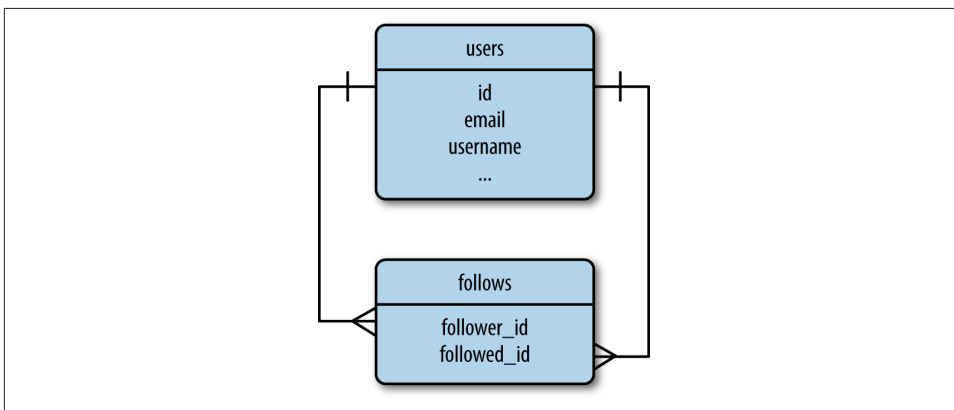 users
id
email
username
...
follows
follower_id
followed_id